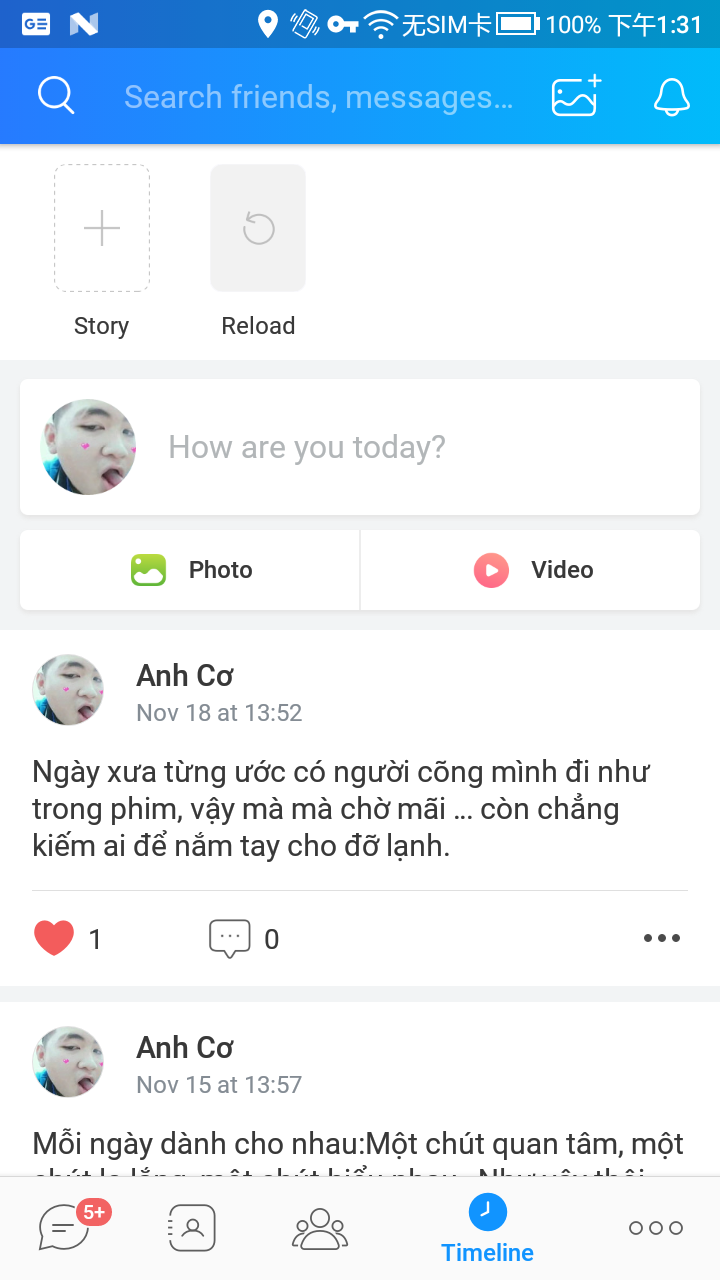 无SIM卡 100% 下午1:31
Search friends, messages...
Story
Reload
How are you today?
Photo
Video
Anh Cơ
Nov 18 at 13:52
Ngày xưa từng ước có người cõng mình đi như
trong phim, vậy mà mà chờ mãi ... còn chẳng
kiếm ai để nắm tay cho đỡ lạnh.
1
0
Anh Cơ
Nov 15 at 13:57
Mỗi ngày dành cho nhau:Một chút quan tâm, một
5+
Timeline